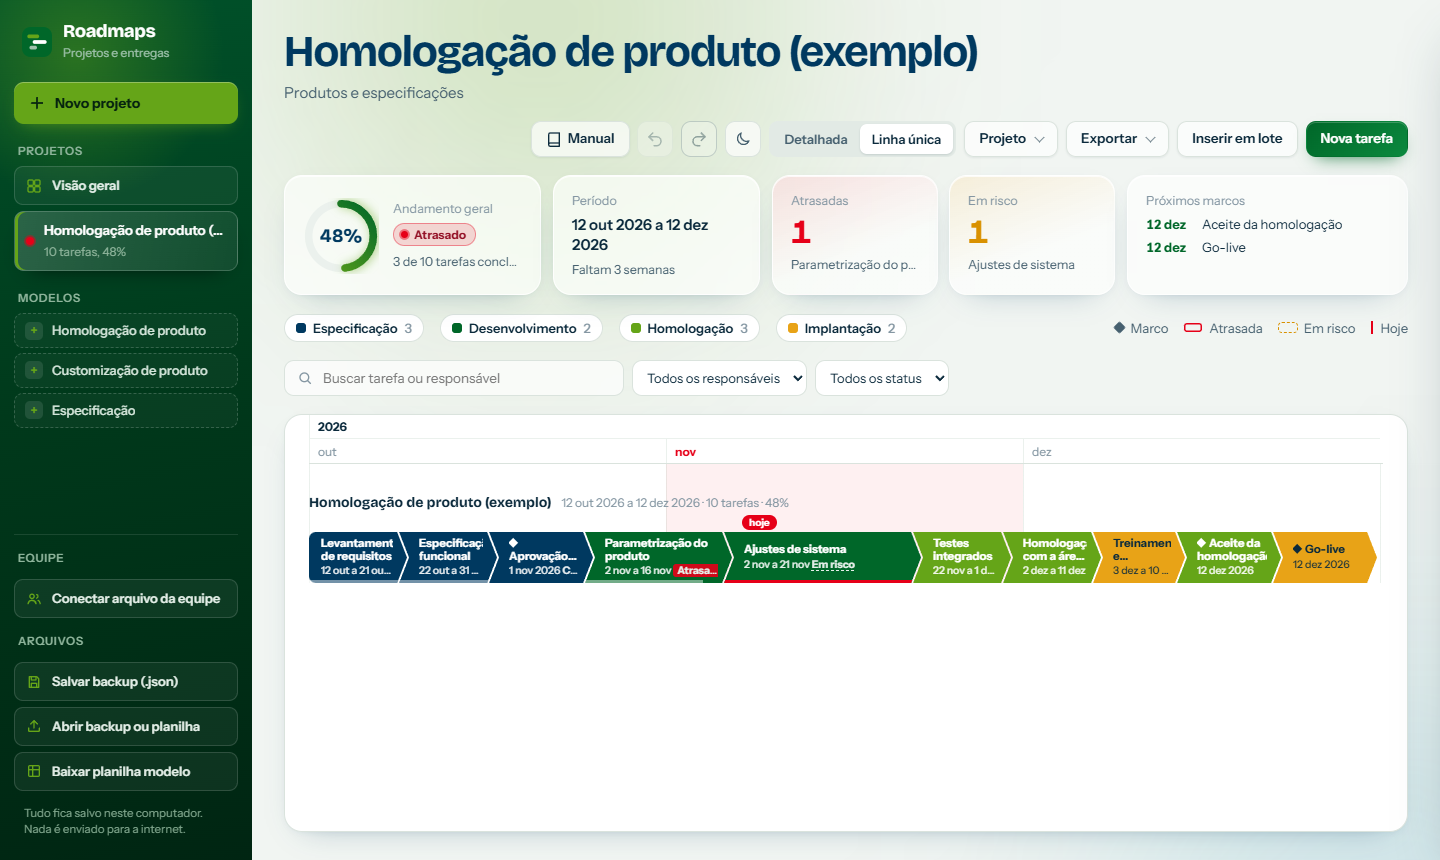 Roadmaps
Projetos e entregas
Novo projeto
PROJETOS
Visão geral
Homologação de produto (...
10 tarefas, 48%
MODELOS
Homologação de produto
Customização de produto
Especificação
EQUIPE
Conectar arquivo da equipe
ARQUIVOS
Salvar backup (.json)
Abrir backup ou planilha
Baixar planilha modelo
Tudo fica salvo neste computador.
Nada é enviado para a internet.
Homologação de produto (exemplo)
Produtos e especificações
Manual
Detalhada
Linha única
Projeto
Exportar
Inserir em lote
Nova tarefa
48%
Andamento geral
Atrasado
3 de 10 tarefas concl...
Período
12 out 2026 a 12 dez
2026
Faltam 3 semanas
Atrasadas
1
Parametrização do p...
Em risco
1
Ajustes de sistema
Próximos marcos
12 dez Aceite da homologação
12 dez Go-live
Especificação 3
Desenvolvimento 2
Homologação 3
Implantação 2
Marco
Atrasada
Em risco
Hoje
Buscar tarefa ou responsável
Todos os responsáveis
Todos os status
2026
out
nov
dez
Homologação de produto (exemplo) 12 out 2026 a 12 dez 2026 · 10 tarefas · 48%
hoje
Levantament
de requisitos
12 out a 21 ou...
Especificaç
funcional
22 out a 31 ...
◆
Aprovação...
1 nov 2026 C...
Parametrização do
produto
2 nov a 16 nov Atrasa...
Ajustes de sistema
2 nov a 21 nov Em risco
Testes
integrados
22 nov a 1 d...
Homologaç
com a áre...
2 dez a 11 dez
Treinamen
e...
3 dez a 10 ...
◆ Aceite da
homologaçã
12 dez 2026
◆ Go-live
12 dez 2026